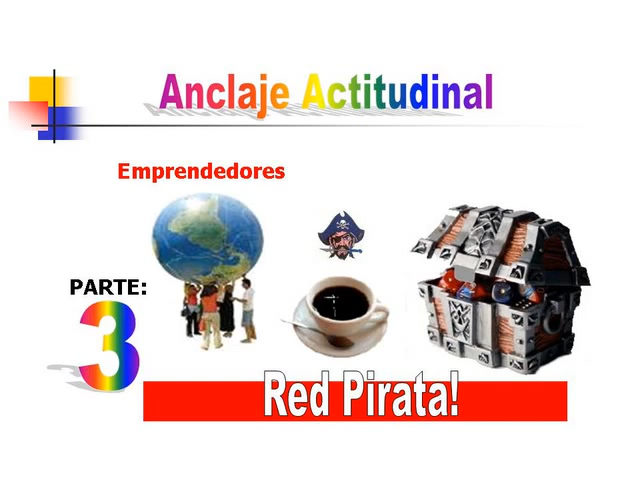 Anclaje Actitudinal
Emprendedores
PARTE:
3
Red Pirata!